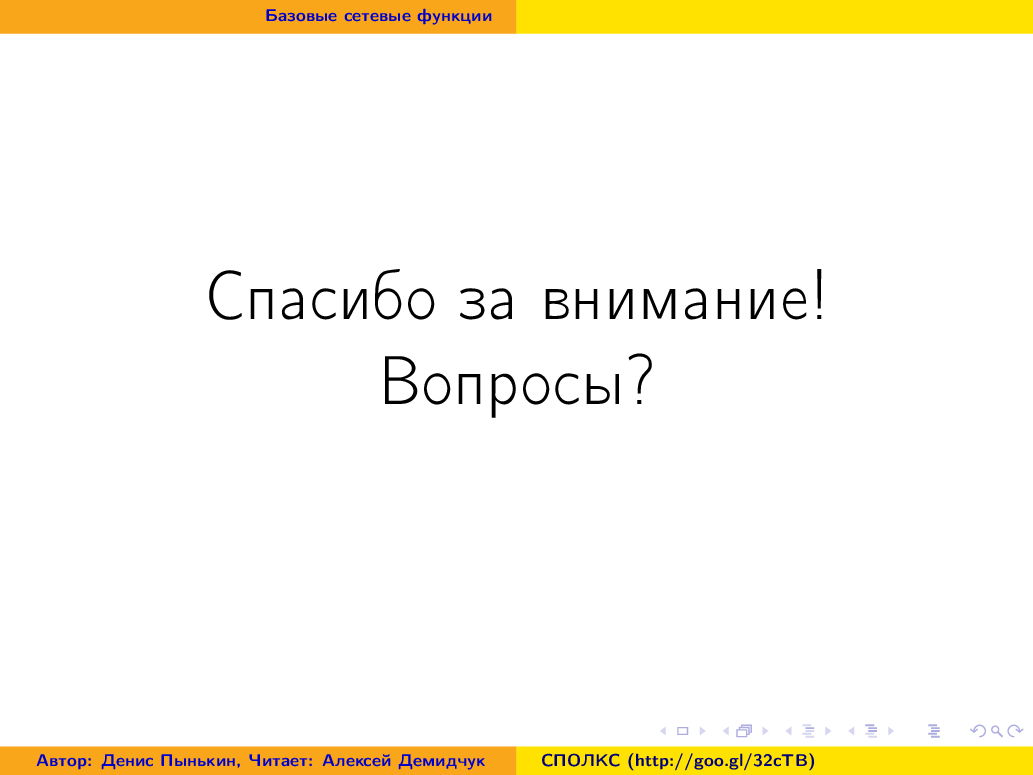 Базовые сетевые функции
Спасибо за внимание!
Вопросы?
Автор: Денис Пынькин, Читает: Алексей Демидчук
СПОЛКС (http://goo.gl/32cTB)